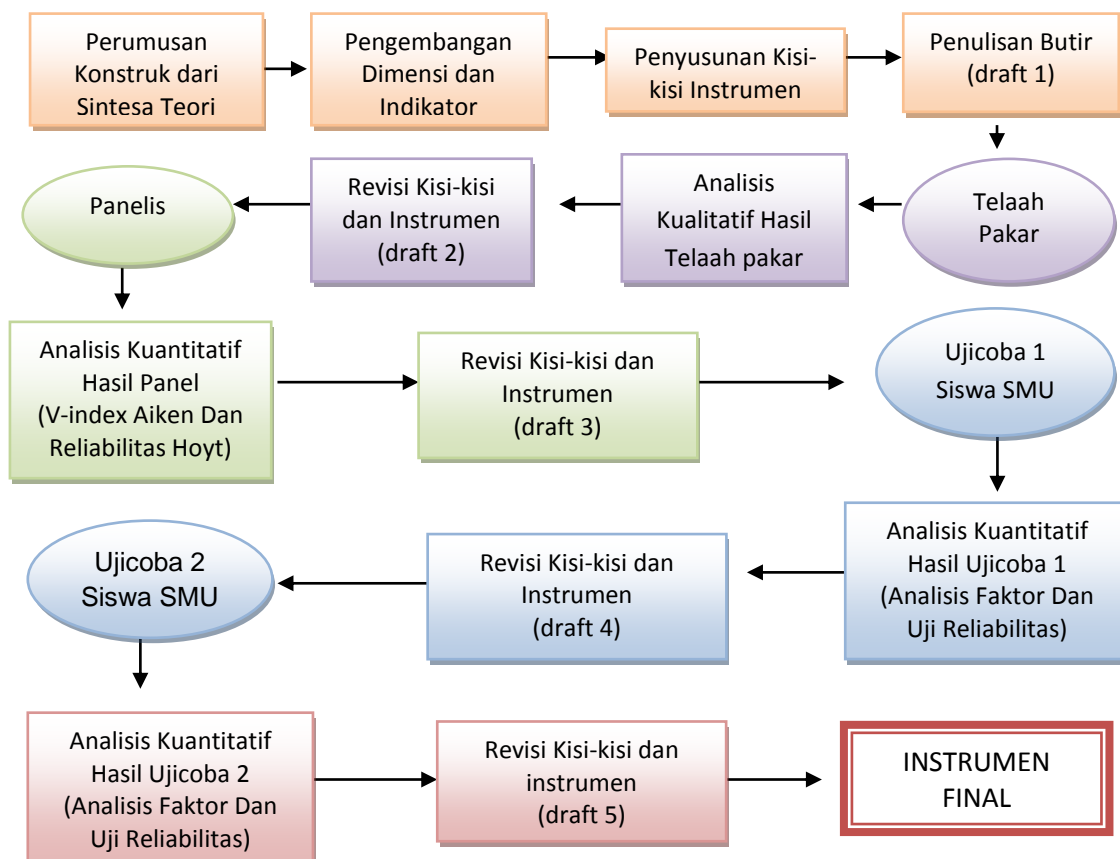 Perumusan
Konstruk dari
Sintesa Teori
Pengembangan
Dimensi dan
Indikator
Penyusunan Kisi-
kisi Instrumen
Penulisan Butir
(draft 1)
Telaah
Pakar
Analisis
Kualitatif Hasil
Telaah pakar
Revisi Kisi-kisi
dan Instrumen
(draft 2)
Panelis
Analisis Kuantitatif
Hasil Panel
(V-index Aiken Dan
Reliabilitas Hoyt)
Revisi Kisi-kisi dan
Instrumen
(draft 3)
Ujicoba 1
Siswa SMU
Analisis Kuantitatif
Hasil Ujicoba 1
(Analisis Faktor Dan
Uji Reliabilitas)
Revisi Kisi-kisi dan
Instrumen
(draft 4)
Ujicoba 2
Siswa SMU
Analisis Kuantitatif
Hasil Ujicoba 2
(Analisis Faktor Dan
Uji Reliabilitas)
Revisi Kisi-kisi dan
instrumen
(draft 5)
INSTRUMEN
FINAL